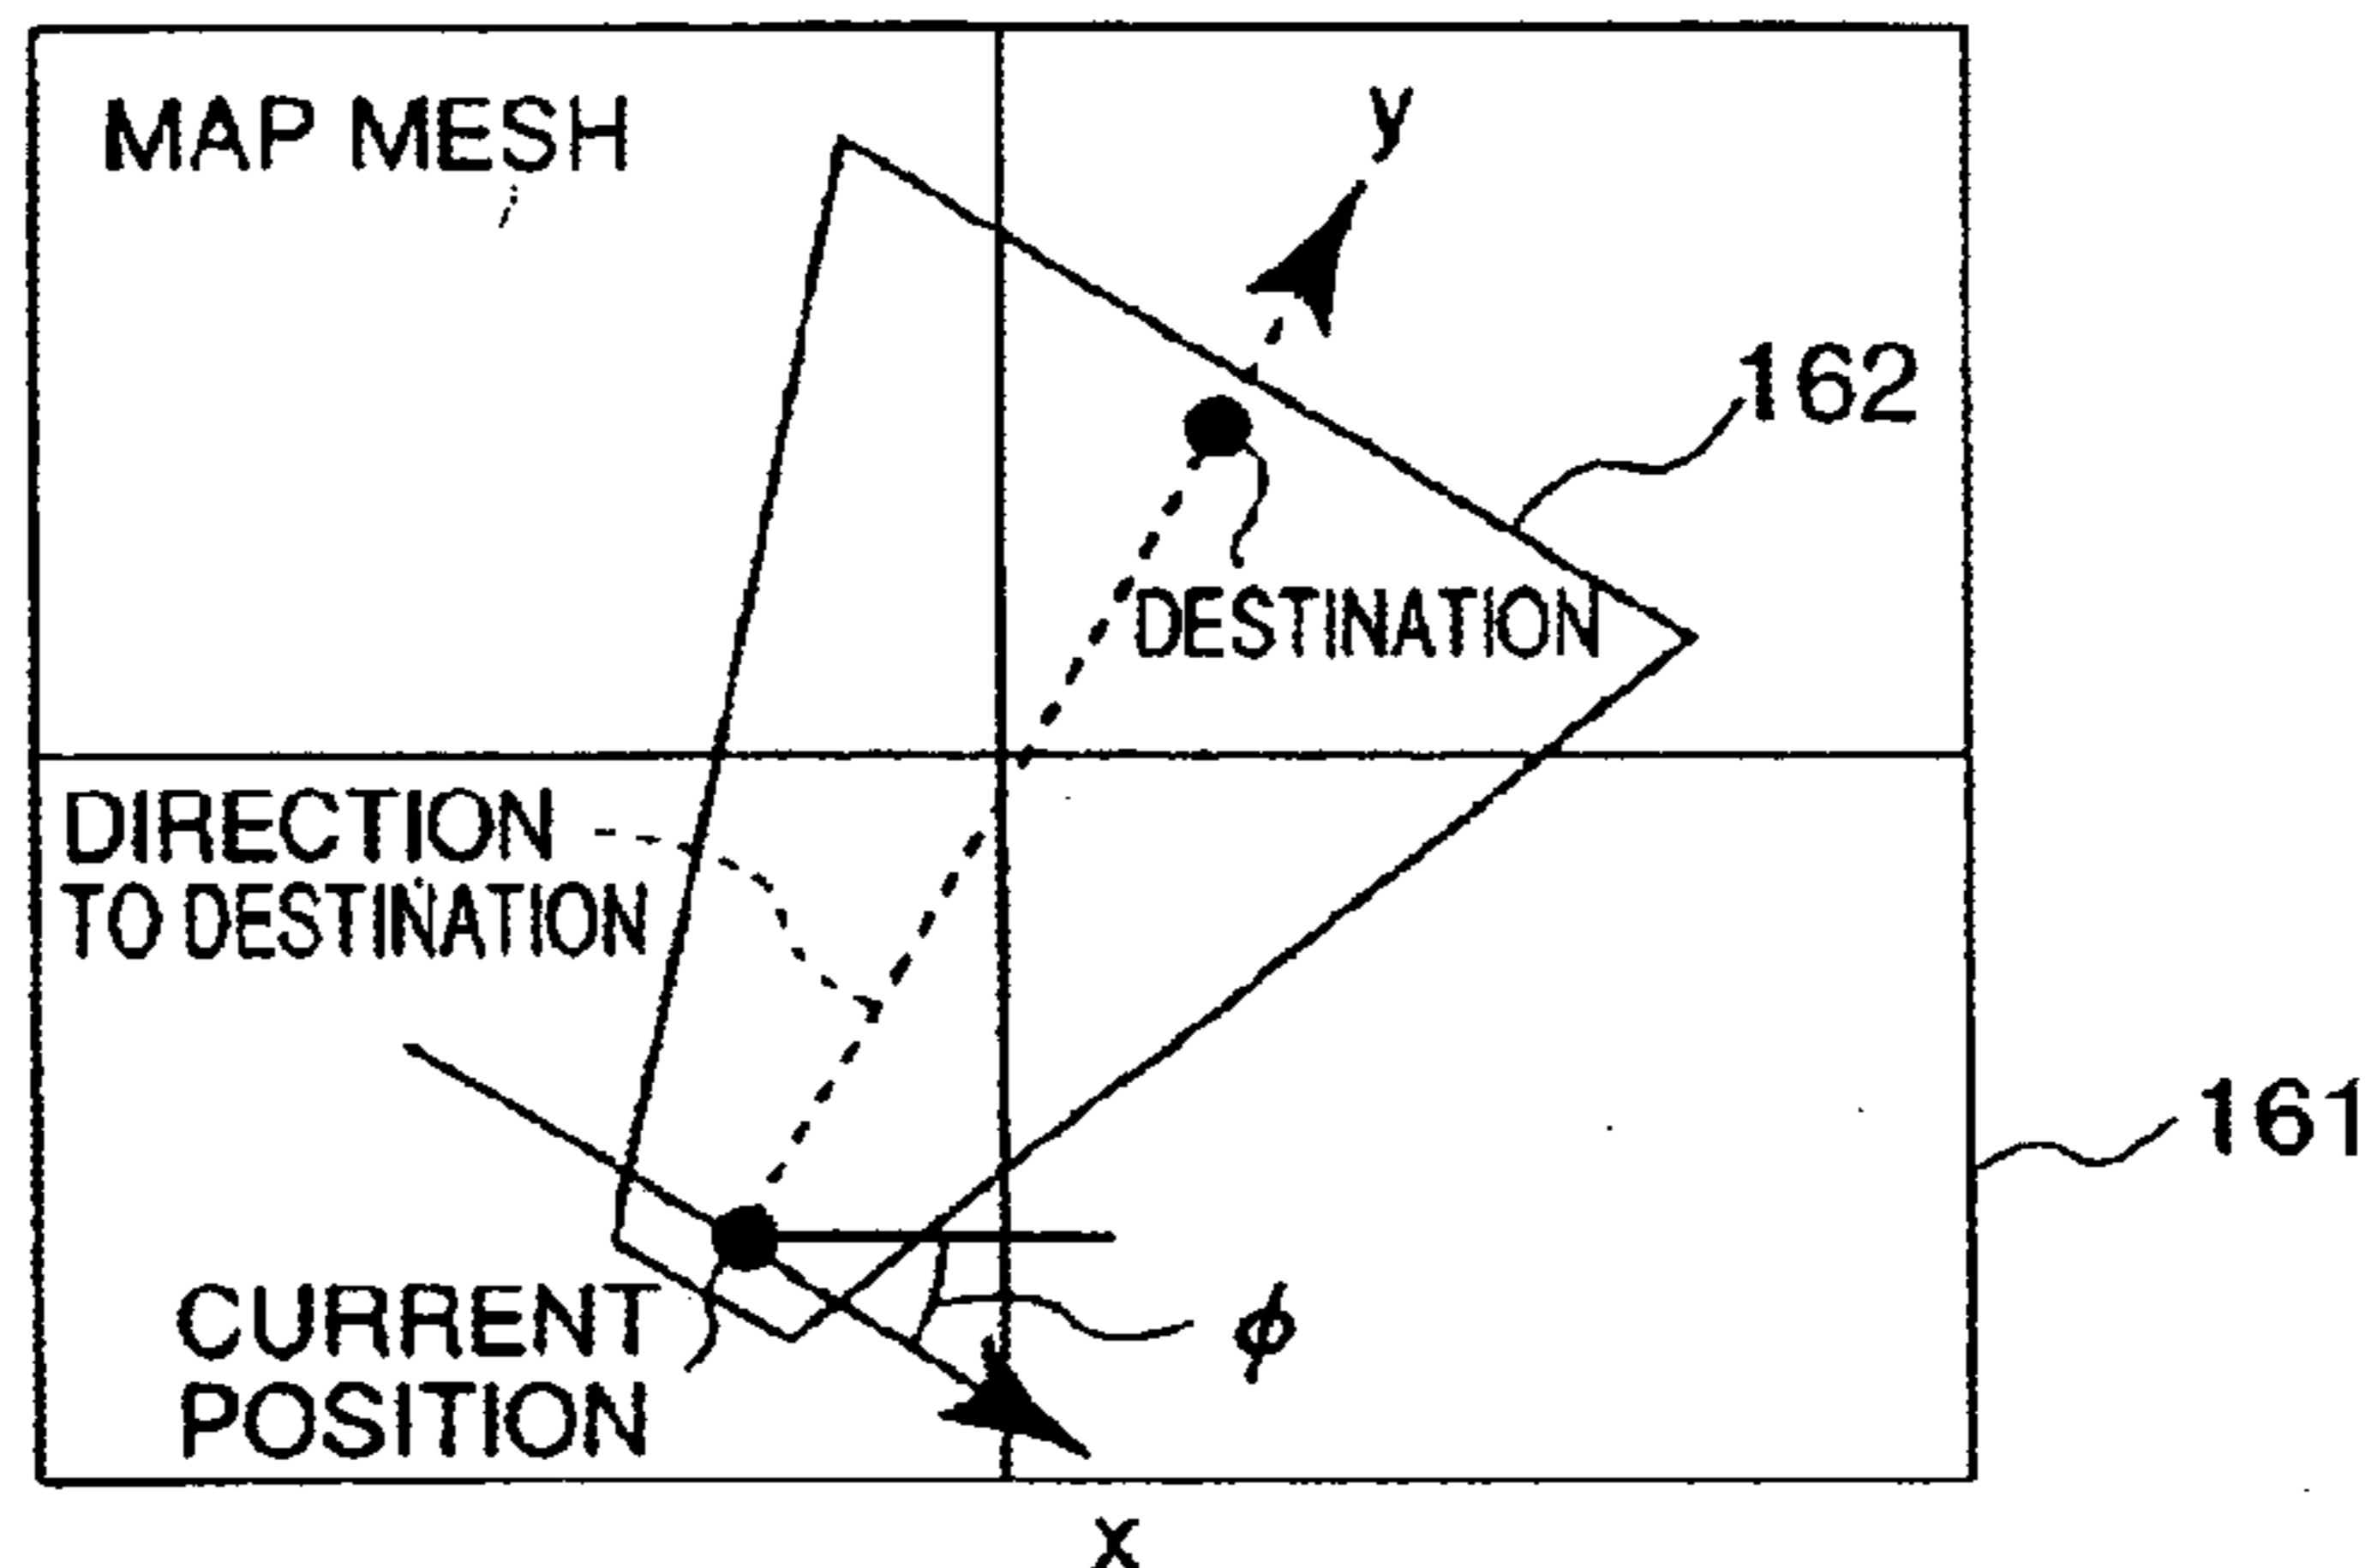 MAP MESH
y
162
DESTINATION
DIRECTION
TO DESTINATION
161
CURRENT
POSITION
ϕ
x